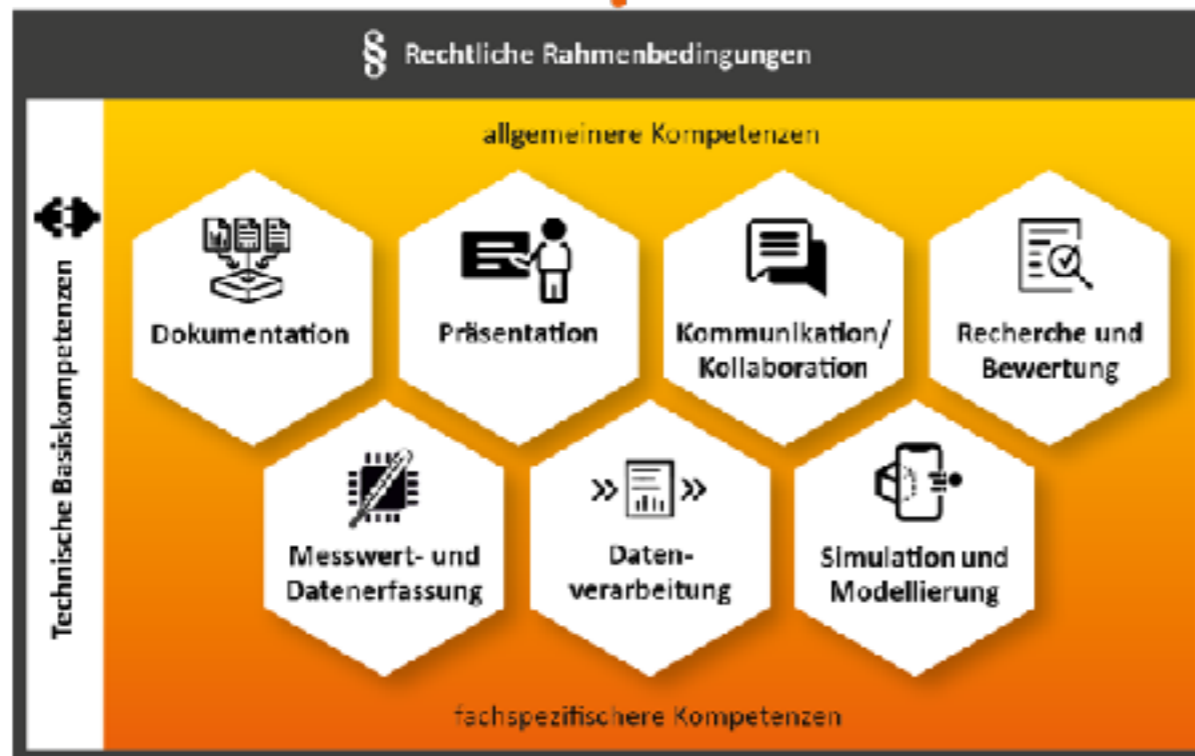 § Rechtliche Rahmenbedingungen
allgemeinere Kompetenzen
Technische Basiskompetenzen
Dokumentation
Präsentation
Kommunikation/
Kollaboration
Recherche und
Bewertung
Messwert- und
Datenerfassung
Daten-
verarbeitung
Simulation und
Modellierung
fachspezifischere Kompetenzen